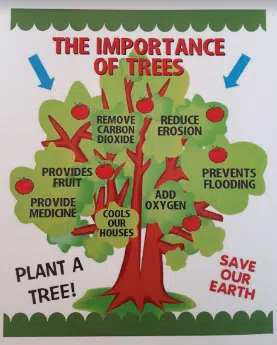 THE IMPORTANCE
OF TREES
REMOVE
CARBON
DIOXIDE
REDUCE
EROSION
PROVIDES
FRUIT
PREVENTS
FLOODING
PROVIDE
MEDICINE
ADD
OXYGEN
COOLS
OUR
HOUSES
PLANT A
TREE!
SAVE
OUR
EARTH